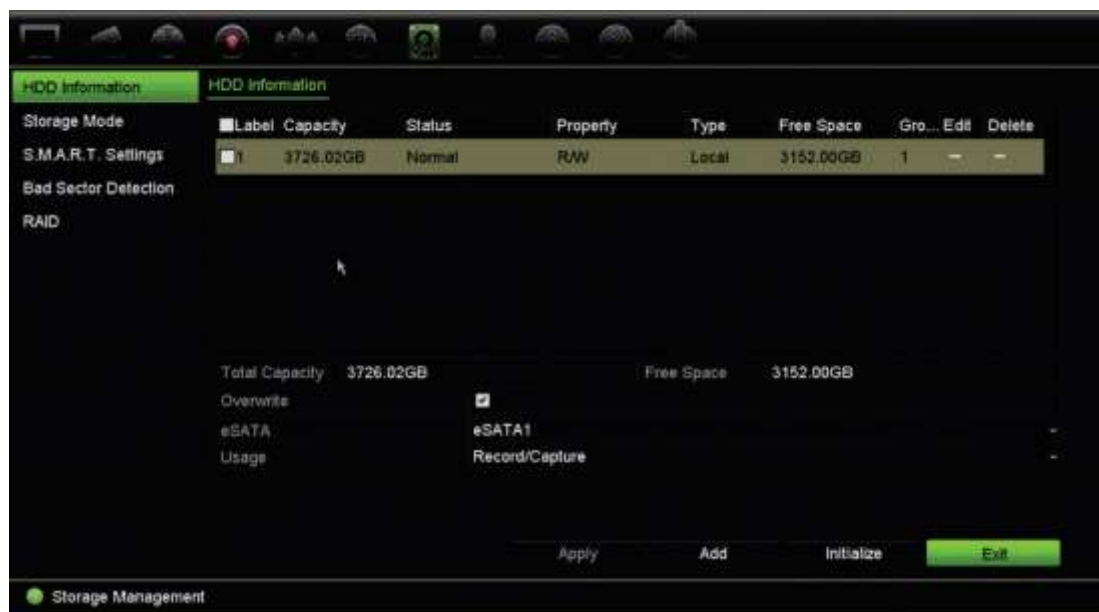 HDD Information
Storage Mode
S.M.A.R.T. Settings
Bad Sector Detection
RAID
HDD Information
Label Capacity Status Property Type Free Space Gro... Edit Delete
1 3726.02GB Normal R/W Local 3152.00GB 1 — —
Total Capacity 3726.02GB Free Space 3152.00GB
Overwrite
eSATA eSATA1
Usage Record/Capture
Apply Add Initialize Exit
Storage Management